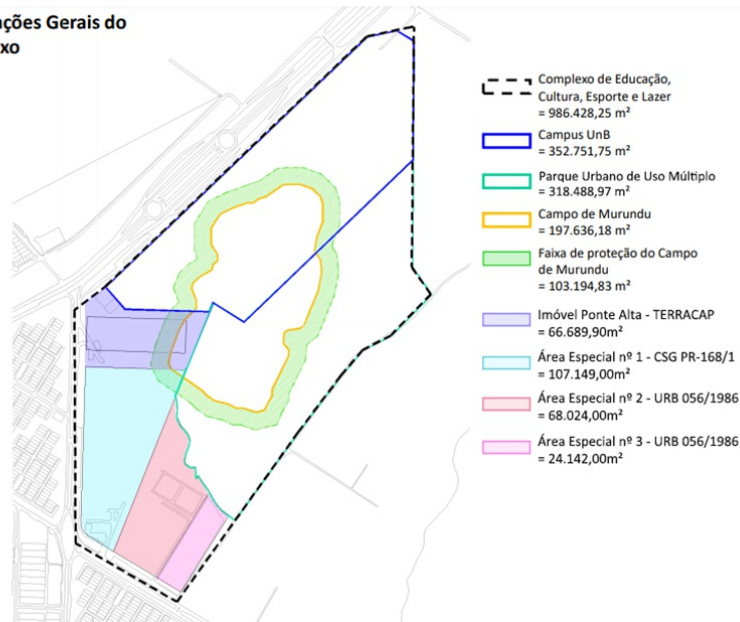 ções Gerais do
xo
Complexo de Educação,
Cultura, Esporte e Lazer
= 986.428,25 m²
Campus UnB
= 352.751,75 m²
Parque Urbano de Uso Múltiplo
= 318.488,97 m²
Campo de Murundu
= 197.636,18 m²
Faixa de proteção do Campo
de Murundu
= 103.194,83 m²
Imóvel Ponte Alta - TERRACAP
= 66.689,90m²
Área Especial nº 1 - CSG PR-168/1
= 107.149,00m²
Área Especial nº 2 - URB 056/1986
= 68.024,00m²
Área Especial nº 3 - URB 056/1986
= 24.142,00m²